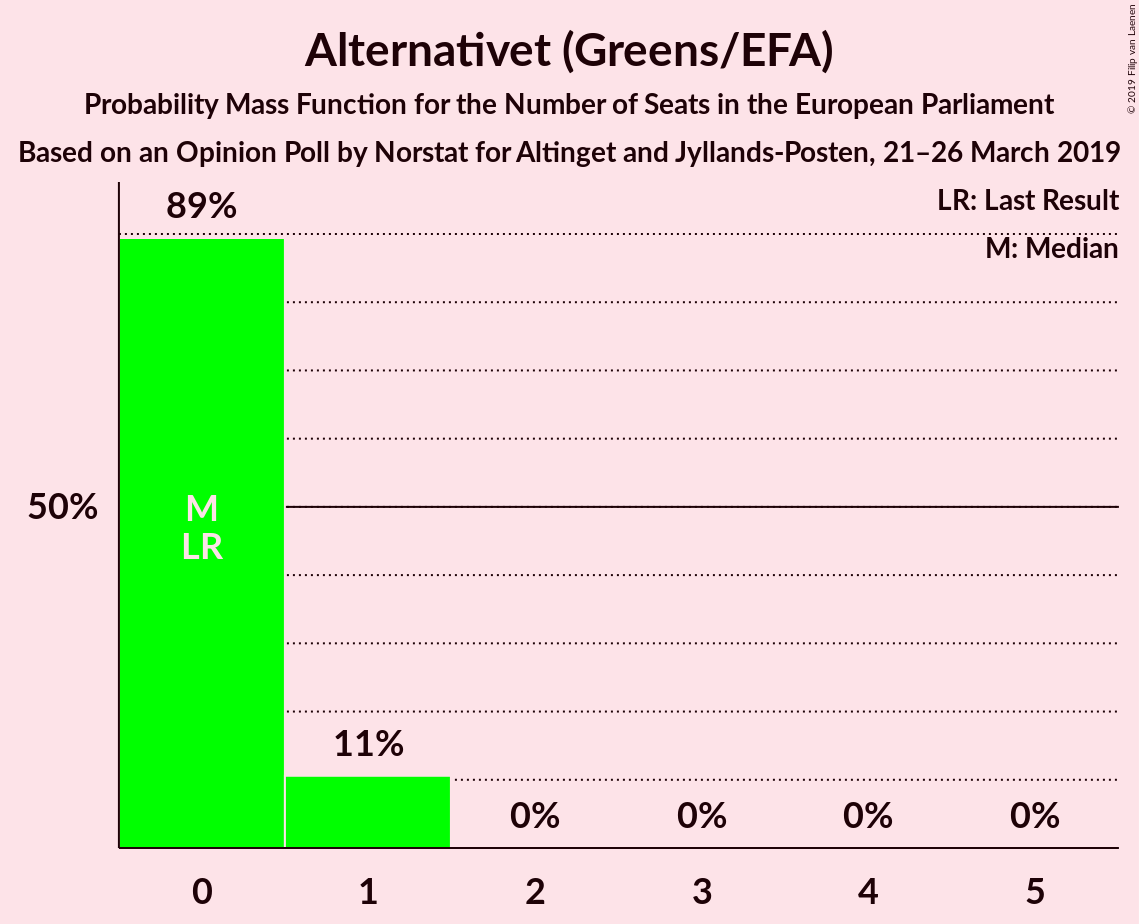 Alternativet (Greens/EFA)
Probability Mass Function for the Number of Seats in the European Parliament
Based on an Opinion Poll by Norstat for Altinget and Jyllands-Posten, 21–26 March 2019
© 2019 Filip van Laenen
LR: Last Result
M: Median
89%
50%
M
LR
11%
0% 0% 0% 0%
0 1 2 3 4 5